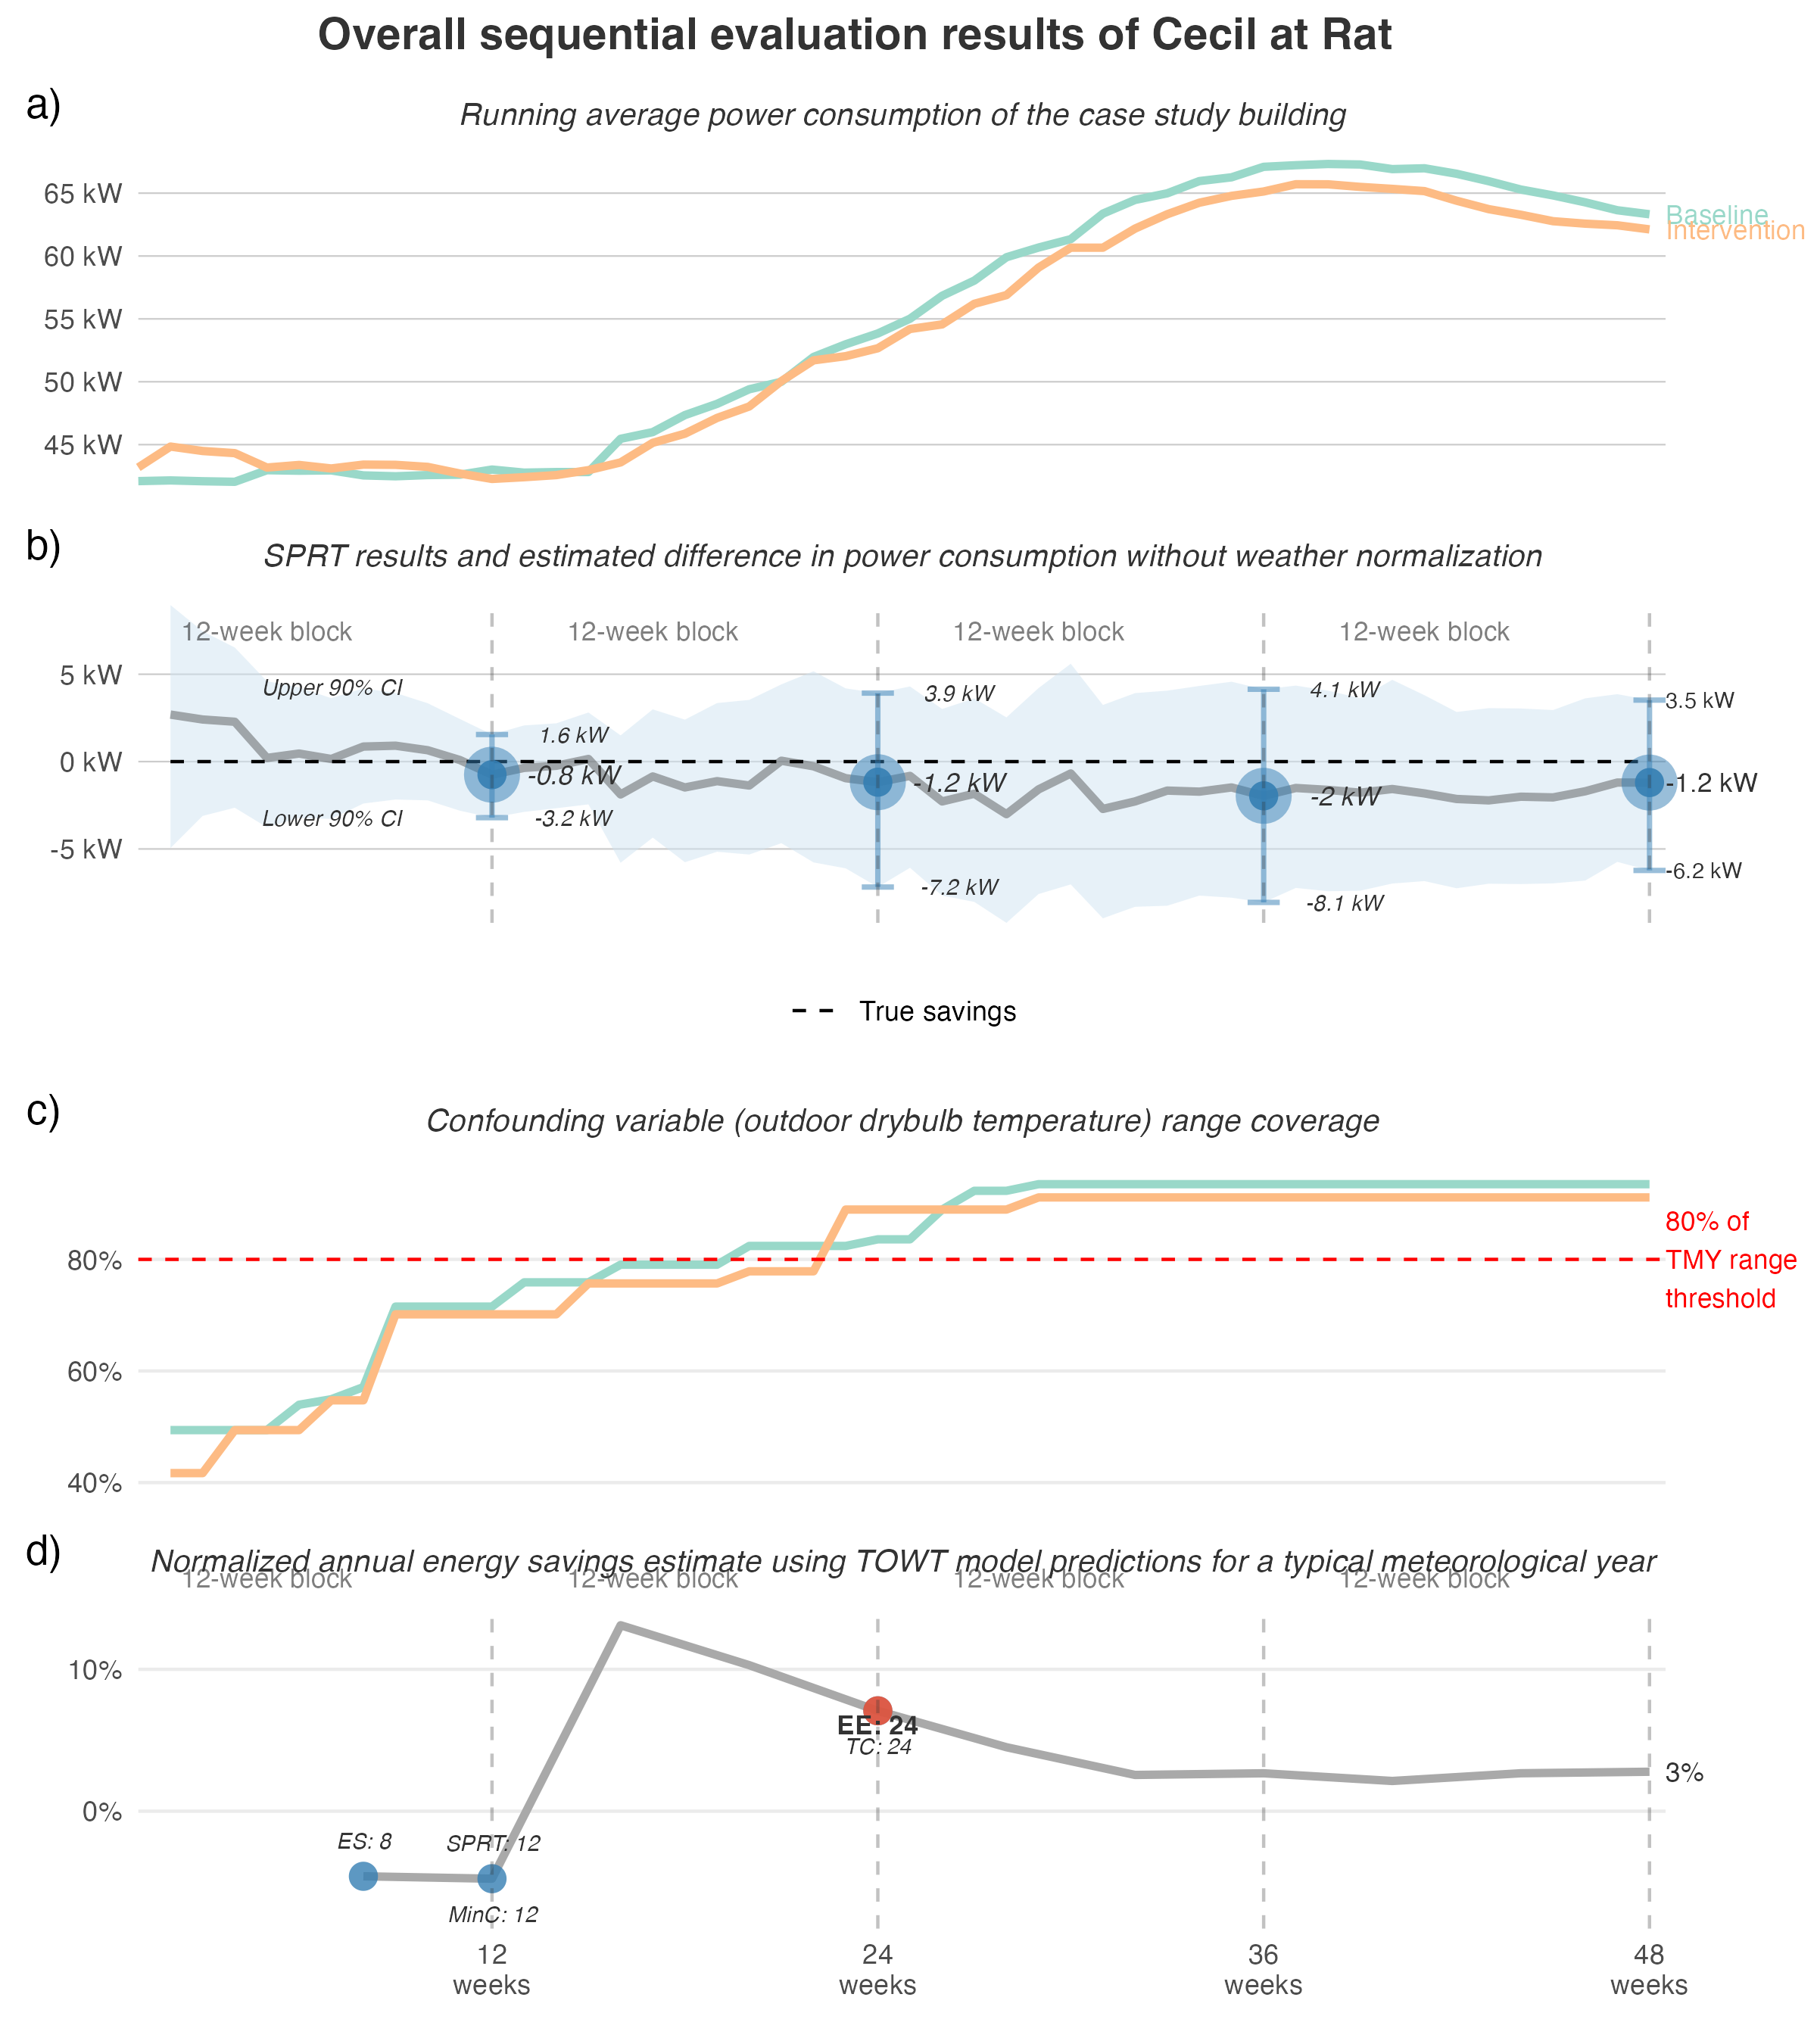 Overall sequential evaluation results of Cecil at Rat
a)
Running average power consumption of the case study building
65 kW
60 kW
55 kW
50 kW
45 kW
Baseline
Intervention
b)
SPRT results and estimated difference in power consumption without weather normalization
12-week block
12-week block
12-week block
12-week block
5 kW
0 kW
-5 kW
Upper 90% CI
Lower 90% CI
1.6 kW
-0.8 kW
-3.2 kW
3.9 kW
-1.2 kW
-7.2 kW
4.1 kW
-2 kW
-8.1 kW
3.5 kW
-1.2 kW
-6.2 kW
True savings
c)
Confounding variable (outdoor drybulb temperature) range coverage
80%
60%
40%
80% of
TMY range
threshold
d)
Normalized annual energy savings estimate using TOWT model predictions for a typical meteorological year
12-week block
12-week block
12-week block
12-week block
10%
0%
EE: 24
TC: 24
3%
ES: 8
SPRT: 12
MinC: 12
12
weeks
24
weeks
36
weeks
48
weeks